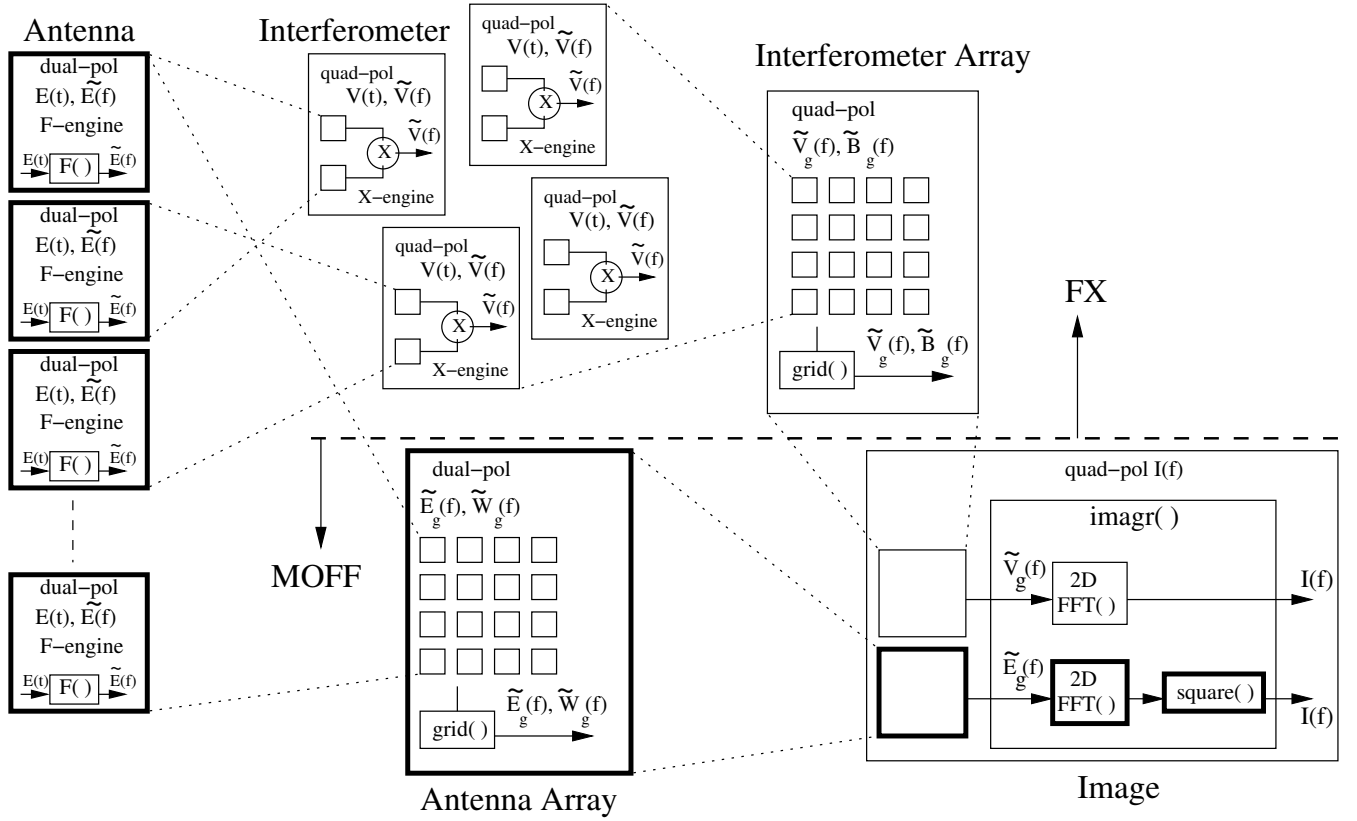 Antenna
dual−pol
E(t), Ẽ(f)
F−engine
E(t) F( ) Ẽ(f)
dual−pol
E(t), Ẽ(f)
F−engine
E(t) F( ) Ẽ(f)
dual−pol
E(t), Ẽ(f)
F−engine
E(t) F( ) Ẽ(f)
dual−pol
E(t), Ẽ(f)
F−engine
E(t) F( ) Ẽ(f)
Interferometer
quad−pol
V(t), Ṽ(f)
X
Ṽ(f)
X−engine
quad−pol
V(t), Ṽ(f)
X
Ṽ(f)
X−engine
quad−pol
V(t), Ṽ(f)
X
Ṽ(f)
X−engine
quad−pol
V(t), Ṽ(f)
X
Ṽ(f)
X−engine
Interferometer Array
quad−pol
Ṽg(f), B̃g(f)
Ṽg(f), B̃g(f)
grid( )
FX
MOFF
dual−pol
Ẽg(f), W̃g(f)
Ẽg(f), W̃g(f)
grid( )
Antenna Array
quad−pol I(f)
imagr( )
Ṽg(f)
2D
FFT( )
I(f)
Ẽg(f)
2D
FFT( )
square( )
I(f)
Image